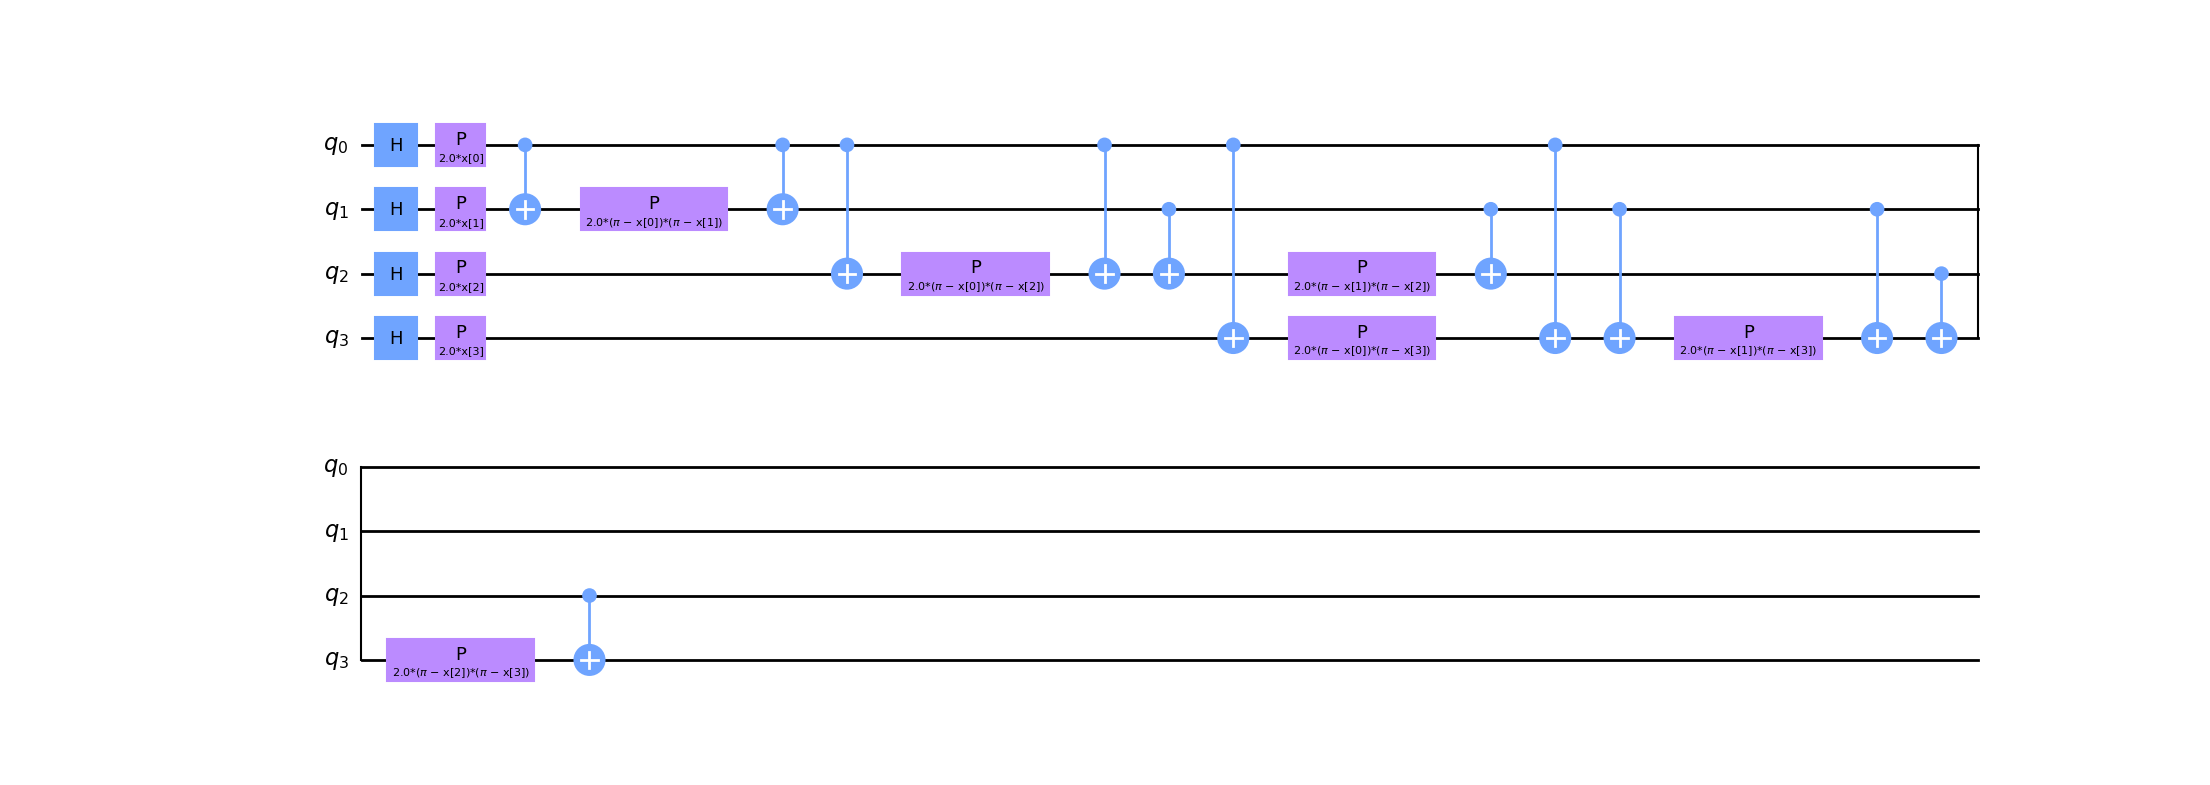 q0 H P 2.0*x[0]
q1 H P 2.0*x[1] P 2.0*(π − x[0])*(π − x[1])
q2 H P 2.0*x[2] P 2.0*(π − x[0])*(π − x[2]) P 2.0*(π − x[1])*(π − x[2])
q3 H P 2.0*x[3] P 2.0*(π − x[0])*(π − x[3]) P 2.0*(π − x[1])*(π − x[3])
q0
q1
q2
q3 P 2.0*(π − x[2])*(π − x[3])